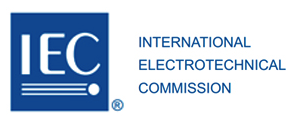 IEC
®
INTERNATIONAL
ELECTROTECHNICAL
COMMISSION